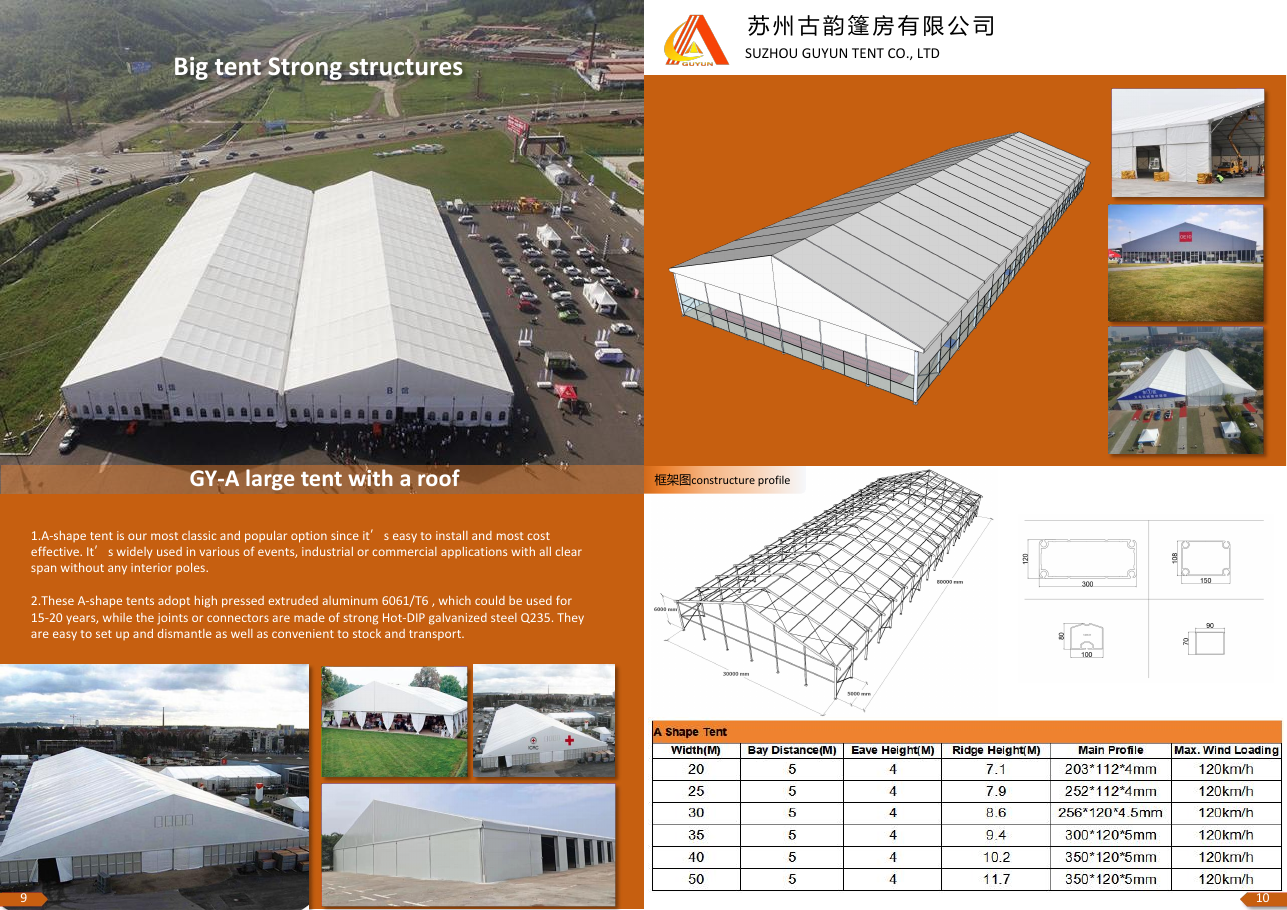 Big tent Strong structures
GY-A large tent with a roof
1.A-shape tent is our most classic and popular option since it’s easy to install and most cost
effective. It’s widely used in various of events, industrial or commercial applications with all clear
span without any interior poles.
2.These A-shape tents adopt high pressed extruded aluminum 6061/T6 , which could be used for
15-20 years, while the joints or connectors are made of strong Hot-DIP galvanized steel Q235. They
are easy to set up and dismantle as well as convenient to stock and transport.
ICRC
9
GUYUN
苏州古韵篷房有限公司
SUZHOU GUYUN TENT CO., LTD
框架图constructure profile
6000 mm
80000 mm
30000 mm
5000 mm
120
300
108
150
80
100
90
70
A Shape Tent
Width(M) Bay Distance(M) Eave Height(M) Ridge Height(M) Main Profile Max. Wind Loading
20 5 4 7.1 203*112*4mm 120km/h
25 5 4 7.9 252*112*4mm 120km/h
30 5 4 8.6 256*120*4.5mm 120km/h
35 5 4 9.4 300*120*5mm 120km/h
40 5 4 10.2 350*120*5mm 120km/h
50 5 4 11.7 350*120*5mm 120km/h
10